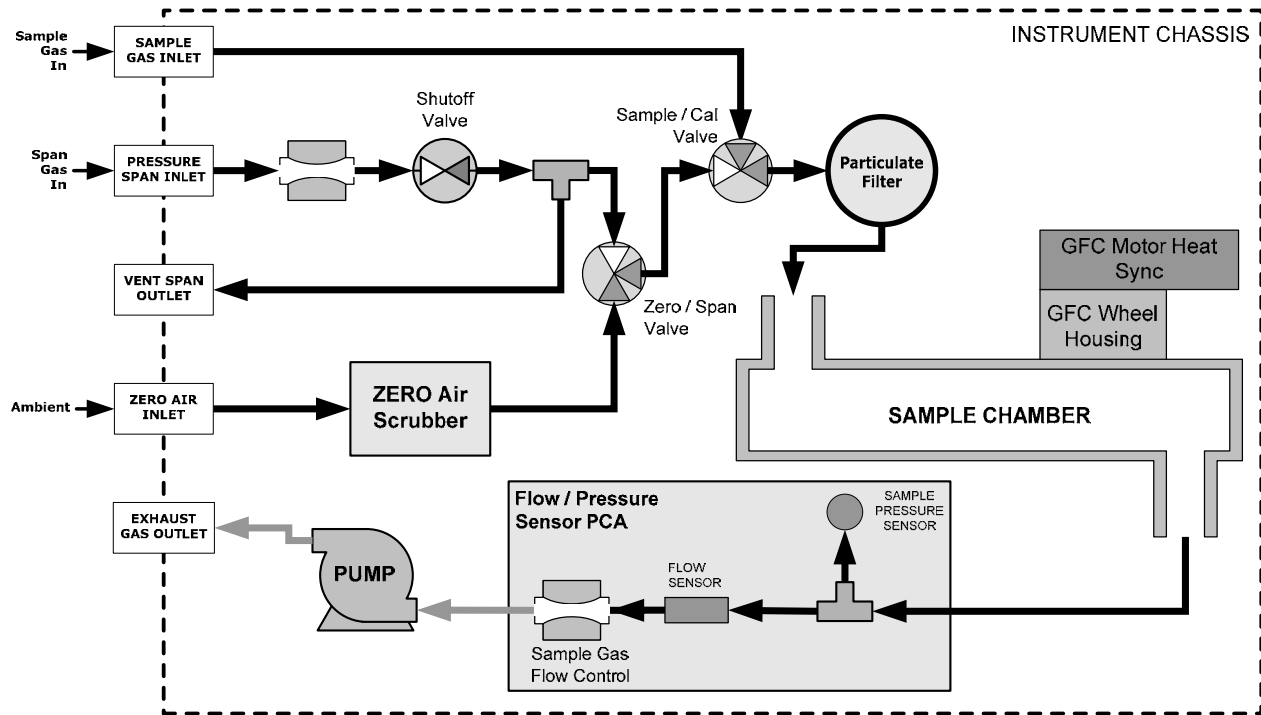 INSTRUMENT CHASSIS
Sample
Gas
In
SAMPLE
GAS INLET
Shutoff
Valve
Sample / Cal
Valve
Span
Gas
In
PRESSURE
SPAN INLET
Particulate
Filter
VENT SPAN
OUTLET
Zero / Span
Valve
GFC Motor Heat
Sync
GFC Wheel
Housing
Ambient
ZERO AIR
INLET
ZERO Air
Scrubber
SAMPLE CHAMBER
EXHAUST
GAS OUTLET
PUMP
Flow / Pressure
Sensor PCA
SAMPLE
PRESSURE
SENSOR
FLOW
SENSOR
Sample Gas
Flow Control